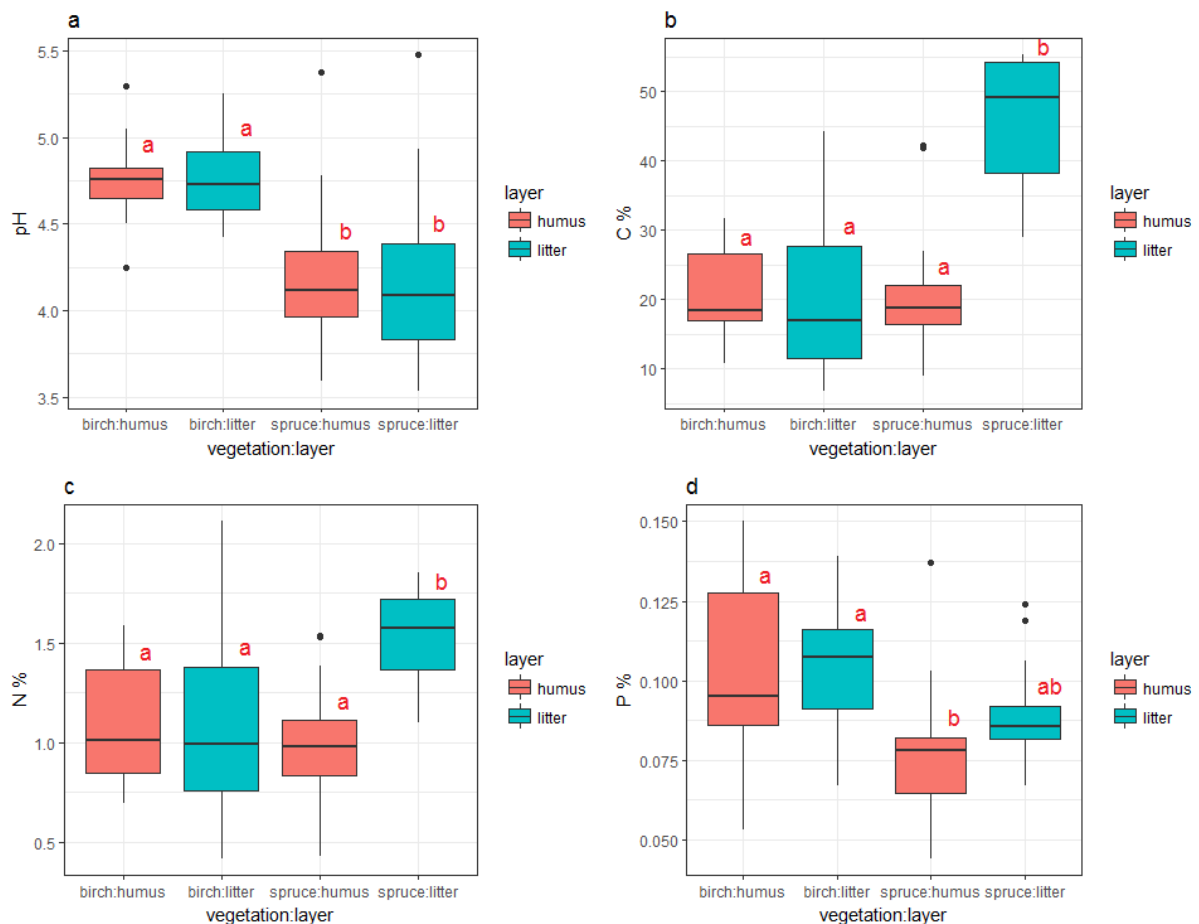 a
5.5
5.0
4.5
4.0
3.5
pH
a
a
b
b
birch:humus birch:litter spruce:humus spruce:litter
vegetation:layer
layer
humus
litter
b
50
40
30
20
10
C %
a
a
a
b
birch:humus birch:litter spruce:humus spruce:litter
vegetation:layer
layer
humus
litter
c
2.0
1.5
1.0
0.5
N %
a
a
a
b
birch:humus birch:litter spruce:humus spruce:litter
vegetation:layer
layer
humus
litter
d
0.150
0.125
0.100
0.075
0.050
P %
a
a
b
ab
birch:humus birch:litter spruce:humus spruce:litter
vegetation:layer
layer
humus
litter